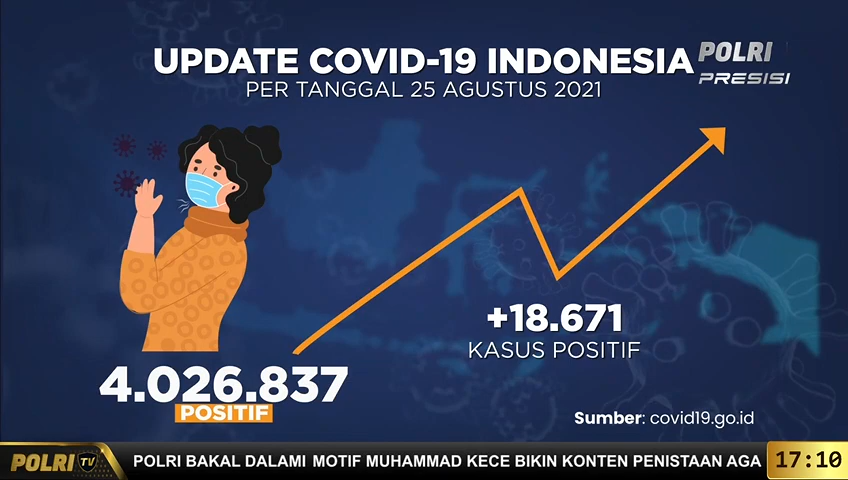 UPDATE COVID-19 INDONESIA
PER TANGGAL 25 AGUSTUS 2021
POLRI
PRESISI
+18.671
KASUS POSITIF
4.026.837
POSITIF
Sumber: covid19.go.id
POLRI TV
POLRI BAKAL DALAMI MOTIF MUHAMMAD KECE BIKIN KONTEN PENISTAAN AGA
17:10